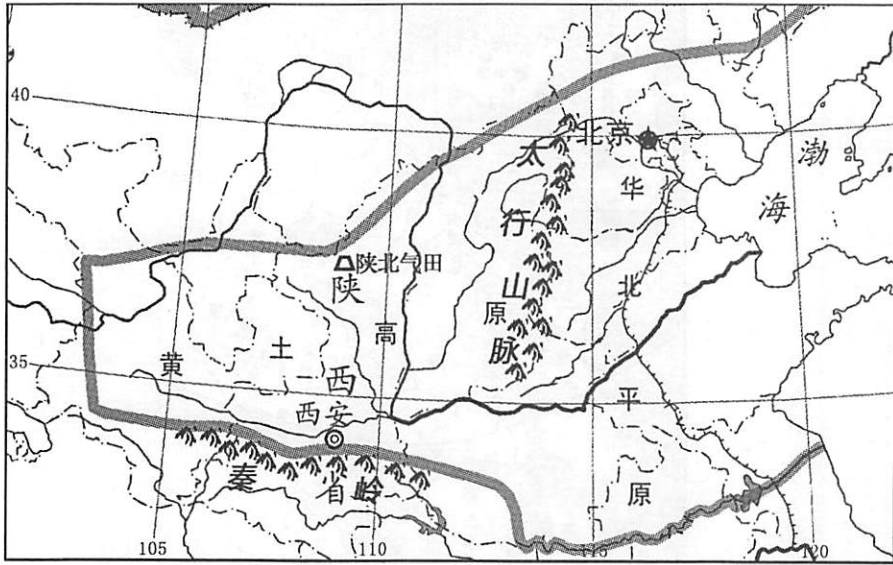 40
35
105
110
115
120
北京
渤海
华北平原
太行山脉
陕北气田
陕西省
黄土高原
西安
秦岭